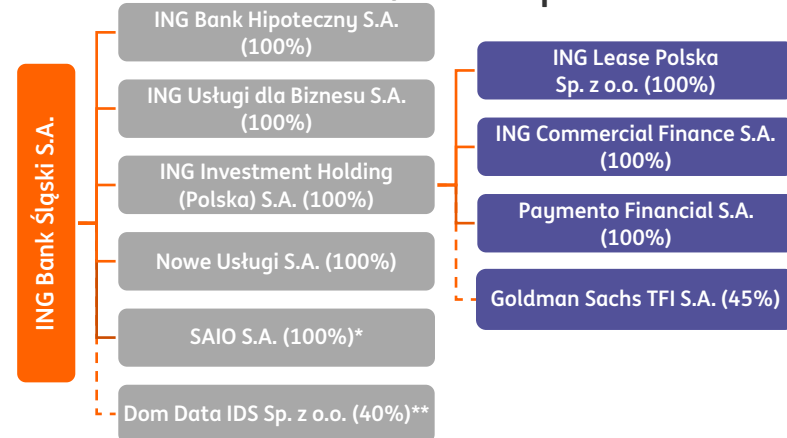 ING Bank Śląski S.A.
ING Bank Hipoteczny S.A.
(100%)
ING Usługi dla Biznesu S.A.
(100%)
ING Investment Holding
(Polska) S.A. (100%)
Nowe Usługi S.A. (100%)
SAIO S.A. (100%)*
Dom Data IDS Sp. z o.o. (40%)**
ING Lease Polska
Sp. z o.o. (100%)
ING Commercial Finance S.A.
(100%)
Paymento Financial S.A.
(100%)
Goldman Sachs TFI S.A. (45%)